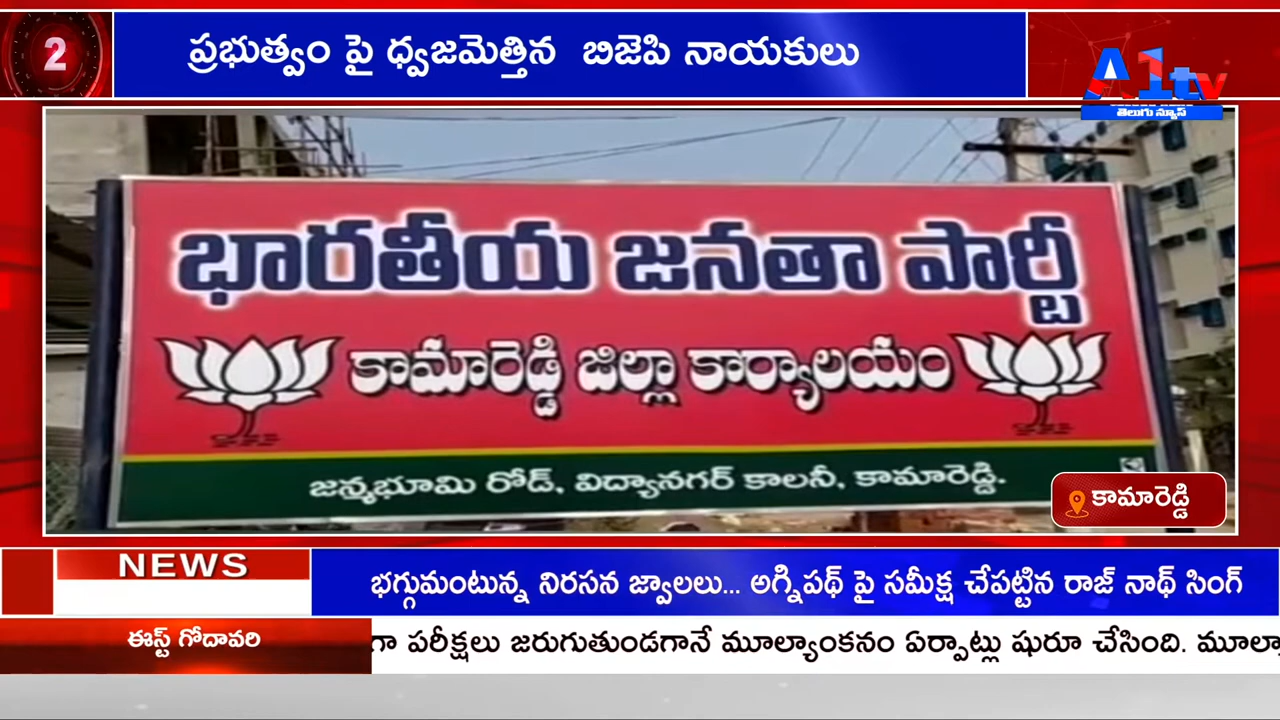 2
ప్రభుత్వం పై ధ్వజమెత్తిన బిజెపి నాయకులు
A1tv
తెలుగు న్యూస్
భారతీయ జనతా పార్టీ
కామారెడ్డి జిల్లా కార్యాలయం
జన్మభూమి రోడ్, విద్యానగర్ కాలనీ, కామారెడ్డి.
కామారెడ్డి
NEWS
భగ్గుమంటున్న నిరసన జ్వాలలు... అగ్నిపథ్ పై సమీక్ష చేపట్టిన రాజ్ నాథ్ సింగ్
ఈస్ట్ గోదావరి
గా పరీక్షలు జరుగుతుండగానే మూల్యాంకనం ఏర్పాట్లు షురూ చేసింది.